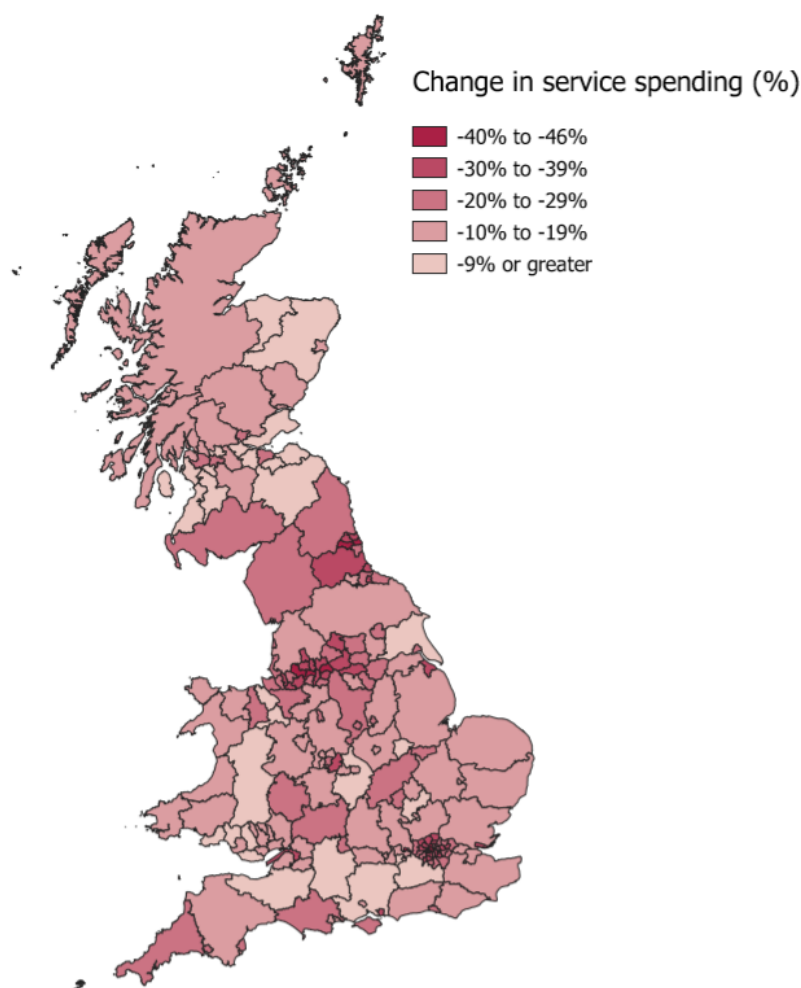 Change in service spending (%)
-40% to -46%
-30% to -39%
-20% to -29%
-10% to -19%
-9% or greater